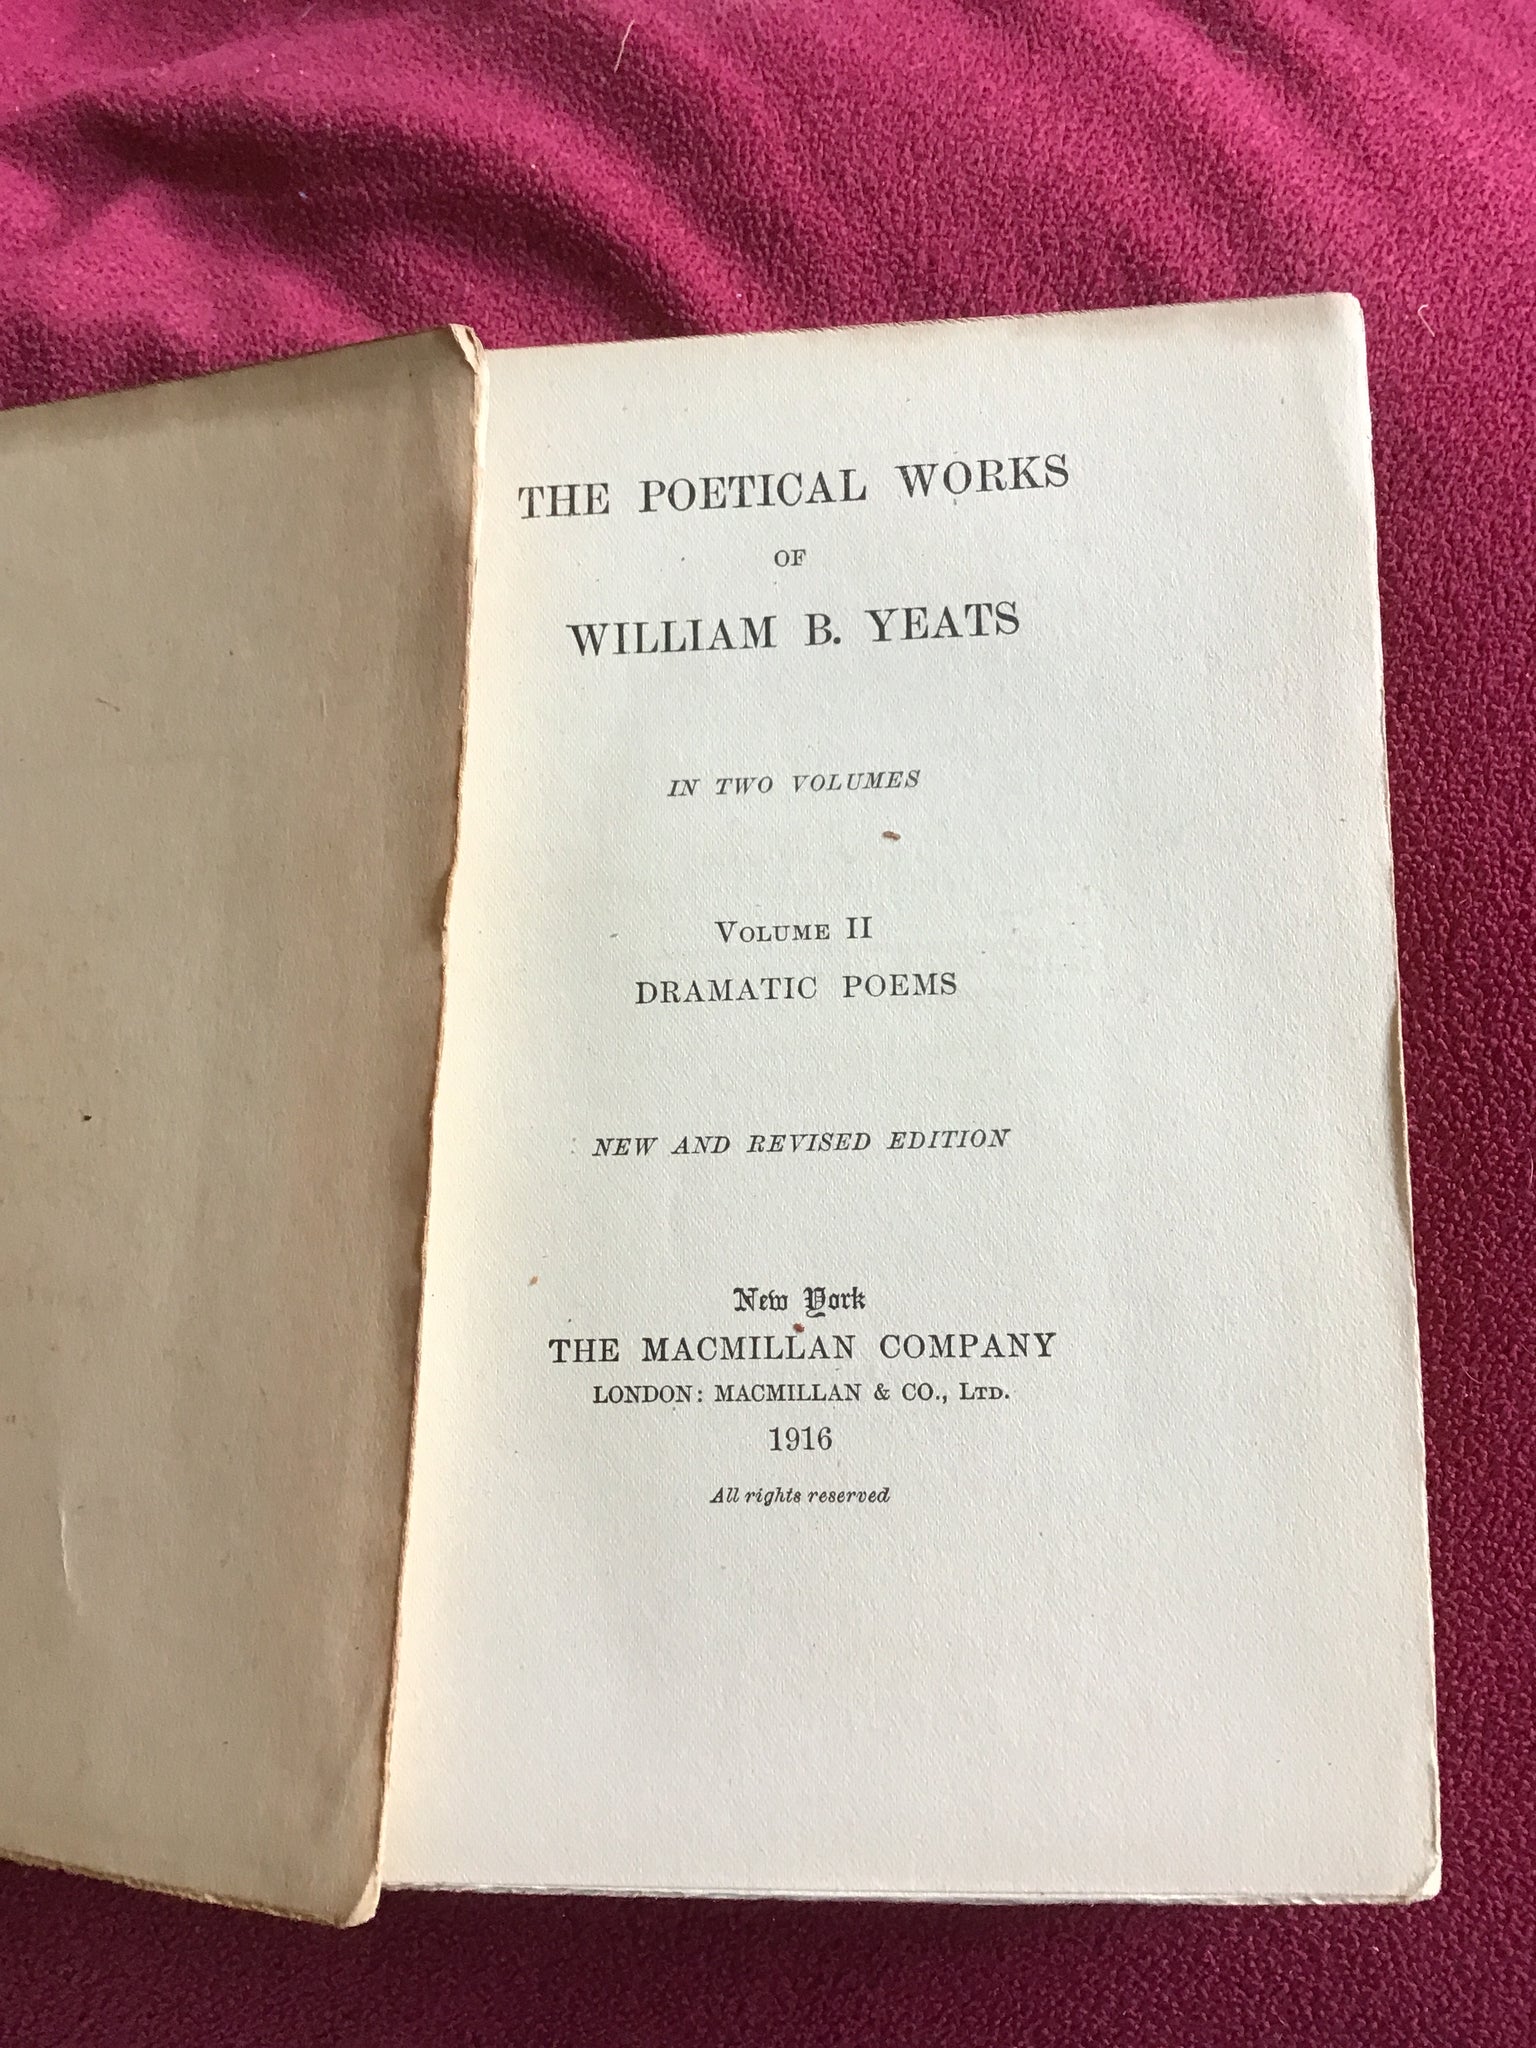 THE POETICAL WORKS
OF
WILLIAM B. YEATS
IN TWO VOLUMES
VOLUME II
DRAMATIC POEMS
NEW AND REVISED EDITION
New York
THE MACMILLAN COMPANY
LONDON: MACMILLAN & CO., LTD.
1916
All rights reserved